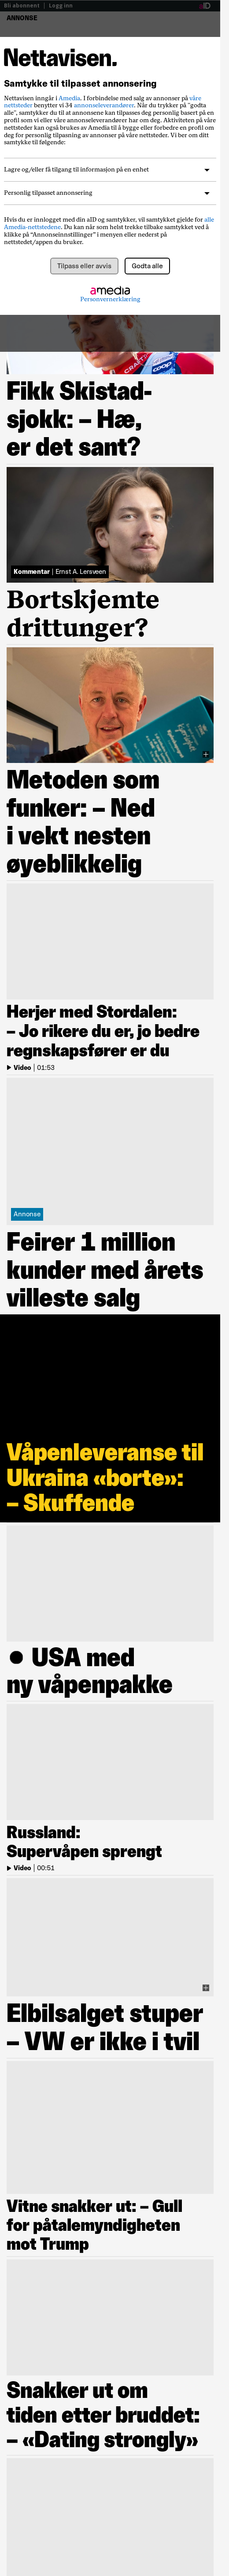 Bli abonnent | Logg inn
ANNONSE
Nettavisen.
Samtykke til tilpasset annonsering
Nettavisen inngår i Amedia. I forbindelse med salg av annonser på våre
nettsteder benytter vi 34 annonseleverandører. Når du trykker på "godta
alle", samtykker du til at annonsene kan tilpasses deg personlig basert på en
profil som vi eller våre annonseleverandører har om deg. Aktiviteten din på våre
nettsteder kan også brukes av Amedia til å bygge eller forbedre en profil om
deg for personlig tilpasning av annonser på våre nettsteder. Vi ber om ditt
samtykke til følgende:
Lagre og/eller få tilgang til informasjon på en enhet
Personlig tilpasset annonsering
Hvis du er innlogget med din aID og samtykker, vil samtykket gjelde for alle
Amedia-nettstedene. Du kan som helst trekke tilbake samtykket ved å
klikke på “Annonseinnstillinger” i menyen eller nederst på
nettstedet/appen du bruker.
Tilpass eller avvis
Godta alle
amedia
Personvernerklæring
Fikk Skistad-
sjokk: – Hæ,
er det sant?
Kommentar | Ernst A. Lersveen
Bortskjemte
drittunger?
Metoden som
funker: – Ned
i vekt nesten
øyeblikkelig
Herjer med Stordalen:
– Jo rikere du er, jo bedre
regnskapsfører er du
Video | 01:53
Annonse
Feirer 1 million
kunder med årets
villeste salg
Våpenleveranse til
Ukraina «borte»:
– Skuffende
● USA med
ny våpenpakke
Russland:
Supervåpen sprengt
Video | 00:51
Elbilsalget stuper
– VW er ikke i tvil
Vitne snakker ut: – Gull
for påtalemyndigheten
mot Trump
Snakker ut om
tiden etter bruddet:
– «Dating strongly»